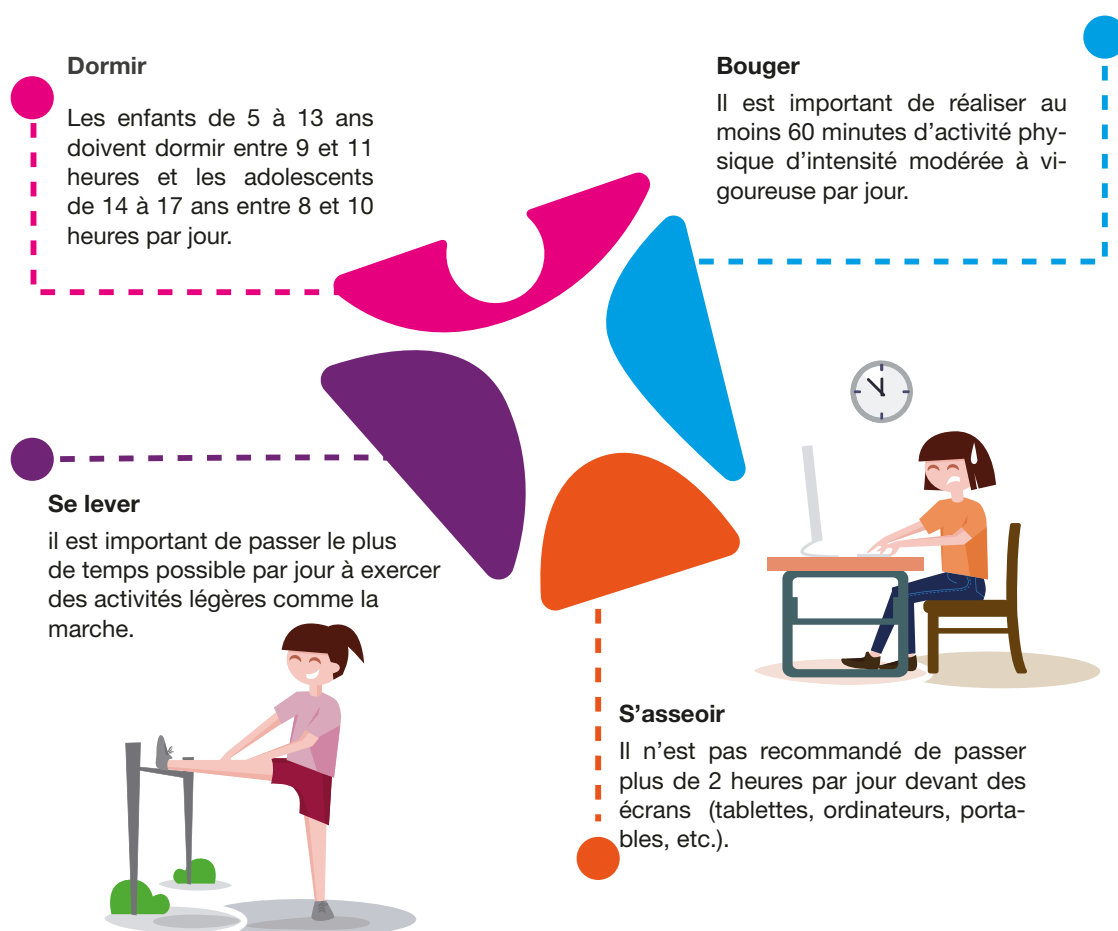 Dormir
Les enfants de 5 à 13 ans
doivent dormir entre 9 et 11
heures et les adolescents
de 14 à 17 ans entre 8 et 10
heures par jour.
Bouger
Il est important de réaliser au
moins 60 minutes d’activité phy-
sique d’intensité modérée à vi-
goureuse par jour.
Se lever
il est important de passer le plus
de temps possible par jour à exercer
des activités légères comme la
marche.
S’asseoir
Il n’est pas recommandé de passer
plus de 2 heures par jour devant des
écrans (tablettes, ordinateurs, porta-
bles, etc.).